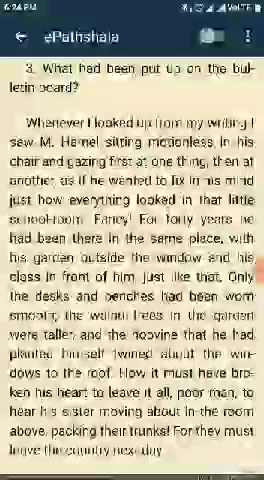 6:24 PM
VoLTE
ePathshala
3. What had been put up on the bul-
letin board?
Whenever I looked up from my writing I
saw M. Hamel sitting motionless in his
chair and gazing first at one thing, then at
another, as if he wanted to fix in his mind
just how everything looked in that little
school-room. Fancy! For forty years he
had been there in the same place, with
his garden outside the window and his
class in front of him, just like that. Only
the desks and benches had been worn
smooth; the walnut-trees in the garden
were taller, and the hopvine that he had
planted himself twined about the win-
dows to the roof. How it must have bro-
ken his heart to leave it all, poor man; to
hear his sister moving about in the room
above, packing their trunks! For they must
leave the country next day.